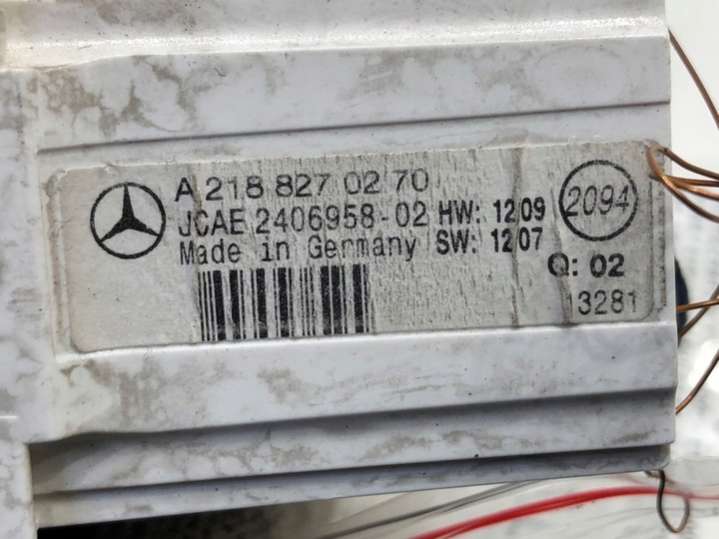 A 218 827 02 70
JCAE 2406958-02 HW: 12/09
Made in Germany SW: 12/07
2094
Q: 02
13281